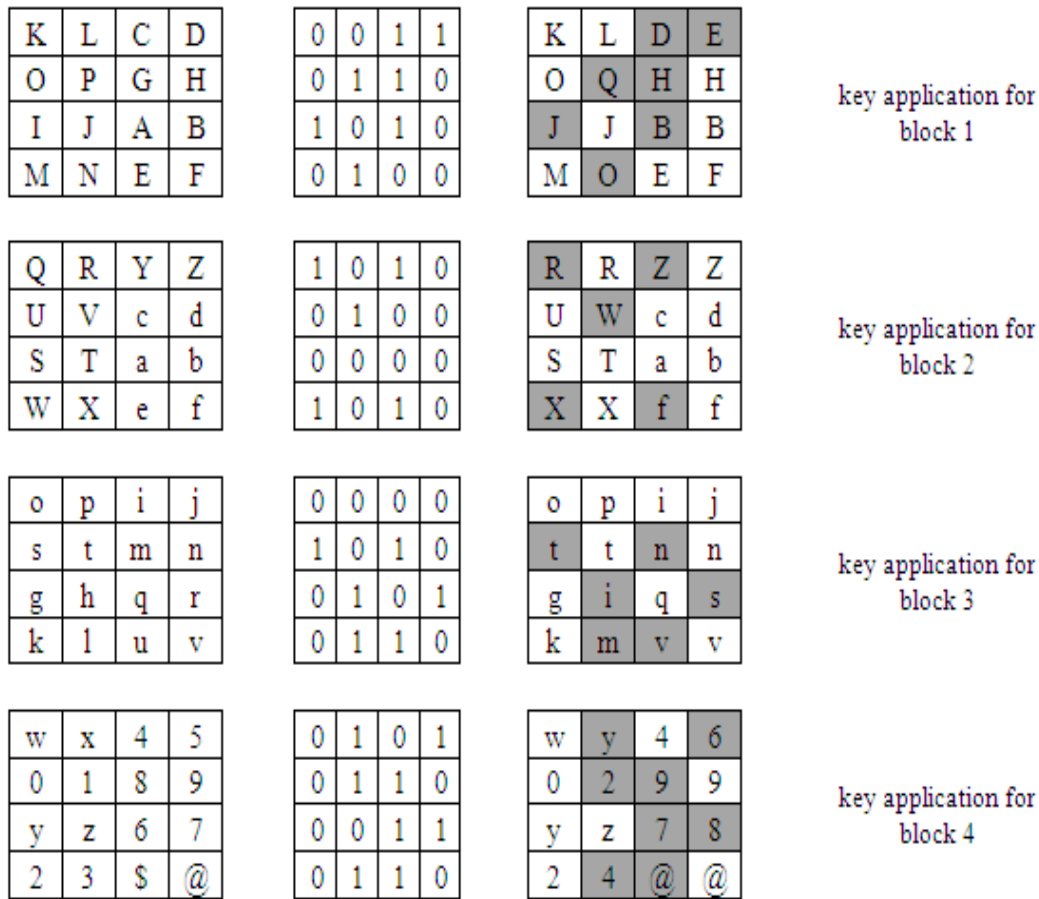 K L C D 0 0 1 1 K L D E
O P G H 0 1 1 0 O Q H H
I J A B 1 0 1 0 J J B B
M N E F 0 1 0 0 M O E F
key application for
block 1
Q R Y Z 1 0 1 0 R R Z Z
U V c d 0 1 0 0 U W c d
S T a b 0 0 0 0 S T a b
W X e f 1 0 1 0 X X f f
key application for
block 2
o p i j 0 0 0 0 o p i j
s t m n 1 0 1 0 t t n n
g h q r 0 1 0 1 g i q s
k l u v 0 1 1 0 k m v v
key application for
block 3
w x 4 5 0 1 0 1 w y 4 6
0 1 8 9 0 1 1 0 0 2 9 9
y z 6 7 0 0 1 1 y z 7 8
2 3 $ @ 0 1 1 0 2 4 @ @
key application for
block 4